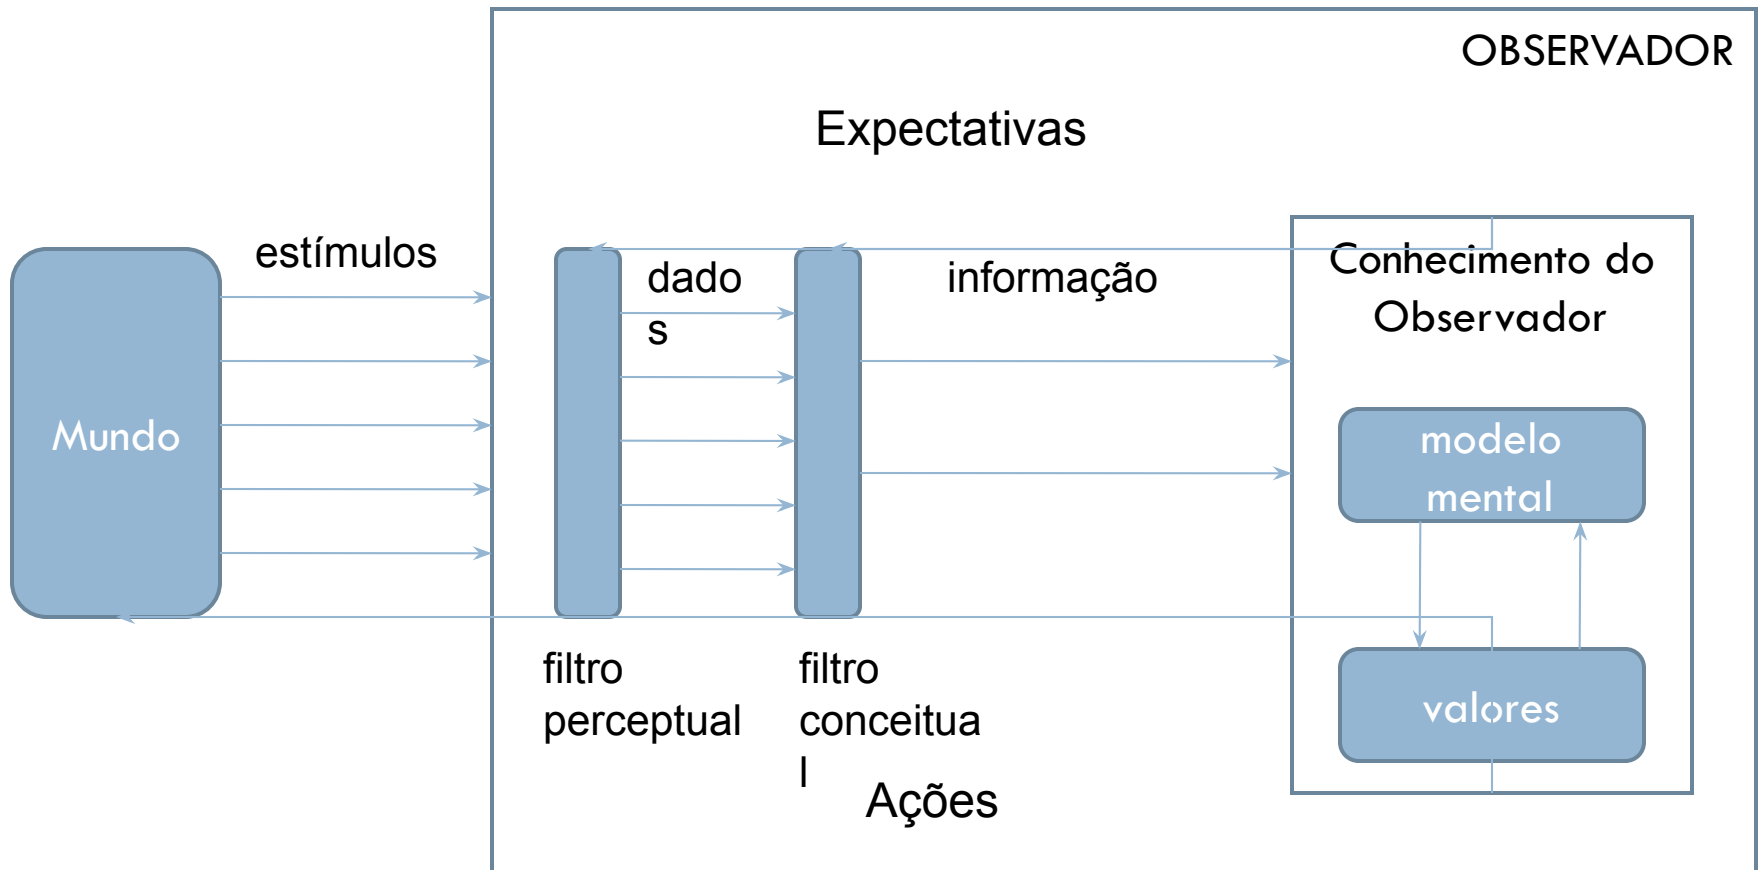 OBSERVADOR
Expectativas
estímulos
dado
s
informação
Conhecimento do
Observador
Mundo
modelo
mental
filtro
perceptual
filtro
conceitua
l
valores
Ações